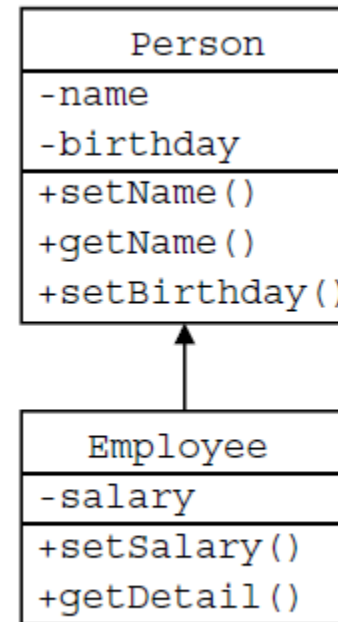 Person
-name
-birthday
+setName()
+getName()
+setBirthday()
Employee
-salary
+setSalary()
+getDetail()